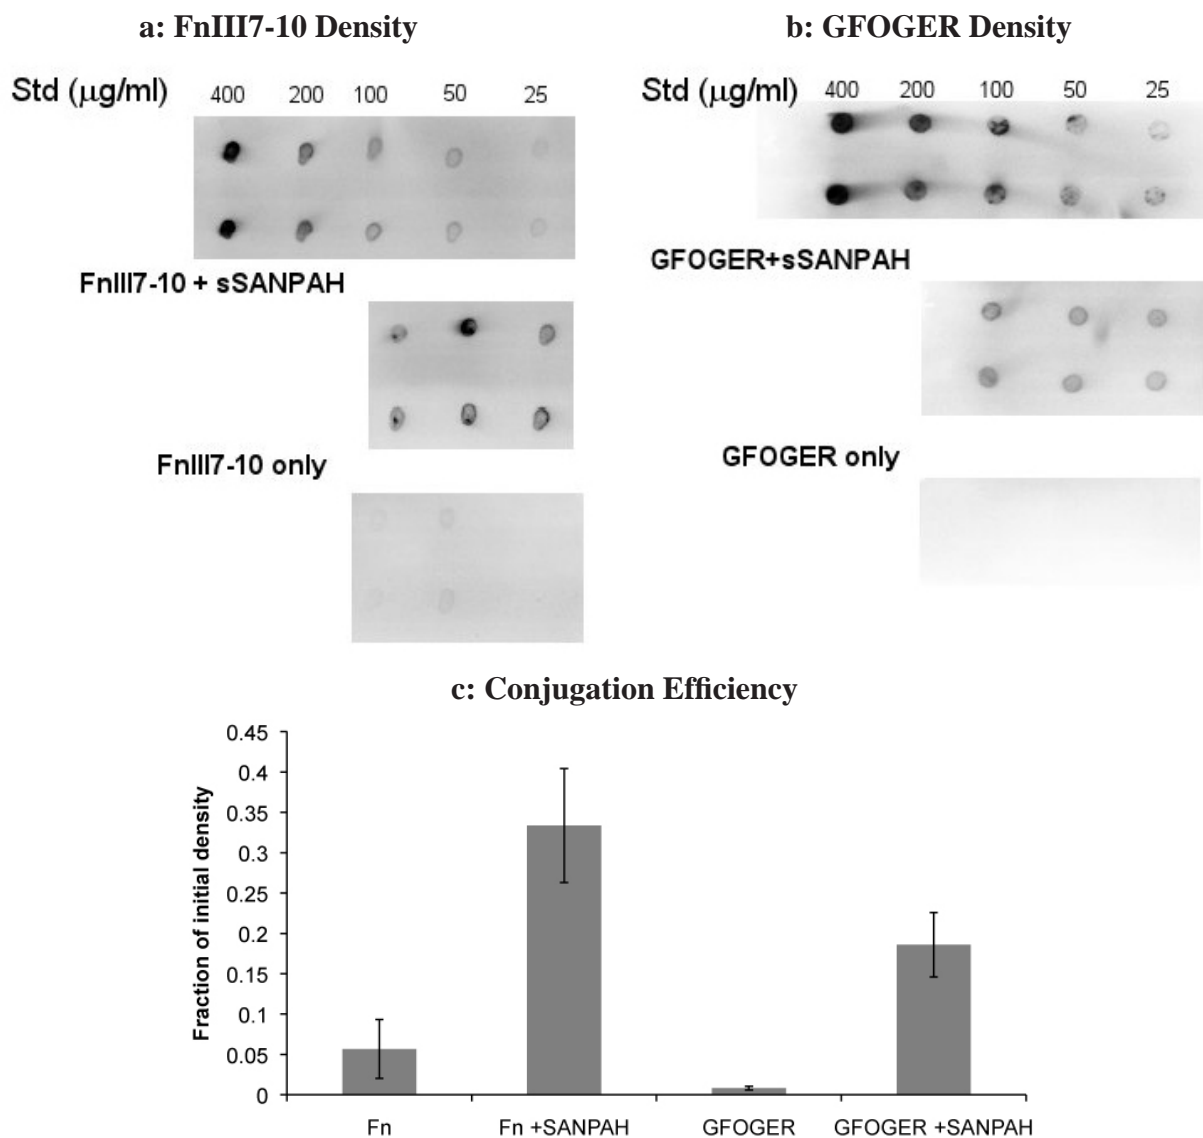 a: FnIII7-10 Density
Std (μg/ml) 400 200 100 50 25
FnIII7-10 + sSANPAH
FnIII7-10 only
b: GFOGER Density
Std (μg/ml) 400 200 100 50 25
GFOGER+sSANPAH
GFOGER only
c: Conjugation Efficiency
Fraction of initial density
0.45
0.4
0.35
0.3
0.25
0.2
0.15
0.1
0.05
0
Fn Fn +SANPAH GFOGER GFOGER +SANPAH